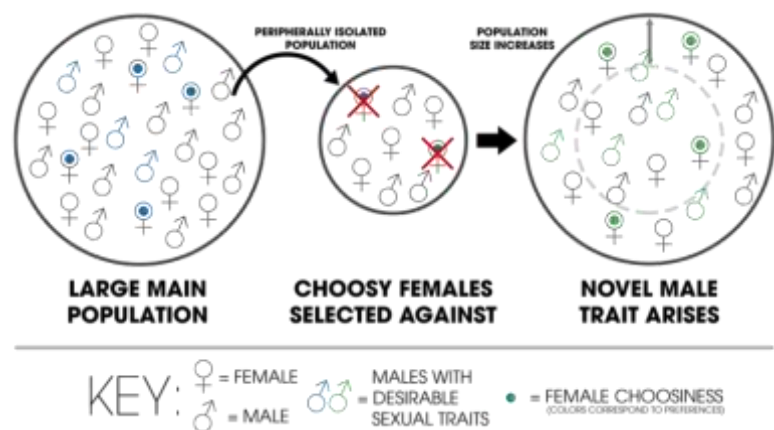 PERIPHERALLY ISOLATED
POPULATION
POPULATION
SIZE INCREASES
LARGE MAIN
POPULATION
CHOOSY FEMALES
SELECTED AGAINST
NOVEL MALE
TRAIT ARISES
KEY:
= FEMALE
= MALE
MALES WITH
DESIRABLE
SEXUAL TRAITS
= FEMALE CHOOSINESS
(COLORS CORRESPOND TO PREFERENCES)